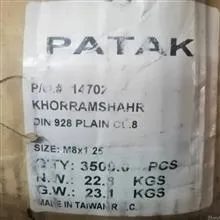 PATAK
P/O.# 14702
KHORRAMSHAHR
DIN 928 PLAIN CL.8
SIZE: M8x1.25
Q'TY: 3500.0 PCS
N.W.: 22.8 KGS
G.W.: 23.1 KGS
MADE IN TAIWAN R.O.C.